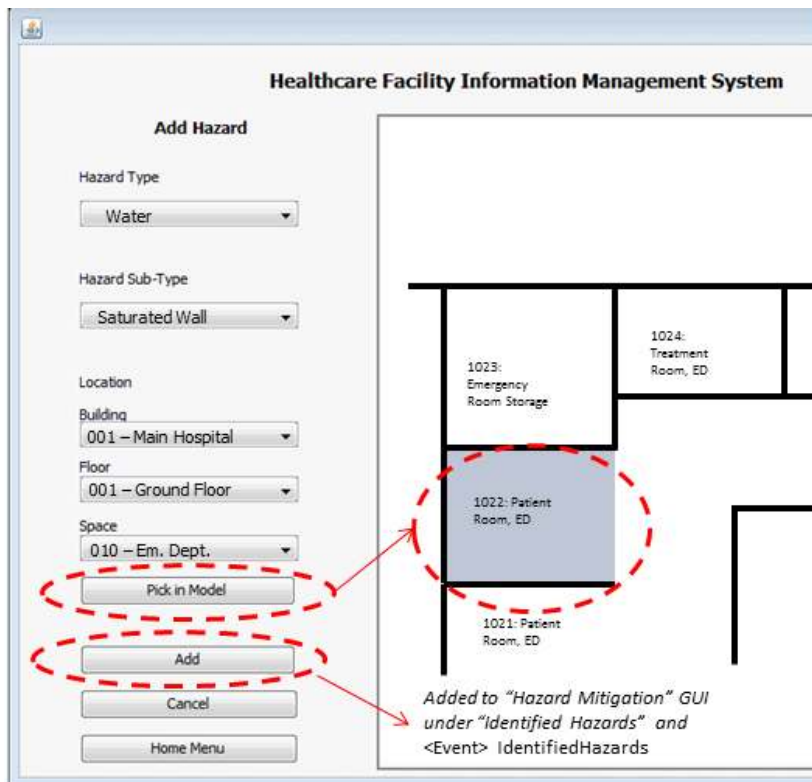 Healthcare Facility Information Management System
Add Hazard
Hazard Type
Water
Hazard Sub-Type
Saturated Wall
Location
Building
001 – Main Hospital
Floor
001 – Ground Floor
Space
010 – Em. Dept.
Pick in Model
Add
Cancel
Home Menu
1023:
Emergency
Room Storage
1024:
Treatment
Room, ED
1022: Patient
Room, ED
1021: Patient
Room, ED
Added to “Hazard Mitigation” GUI
under “Identified Hazards” and
<Event> IdentifiedHazards